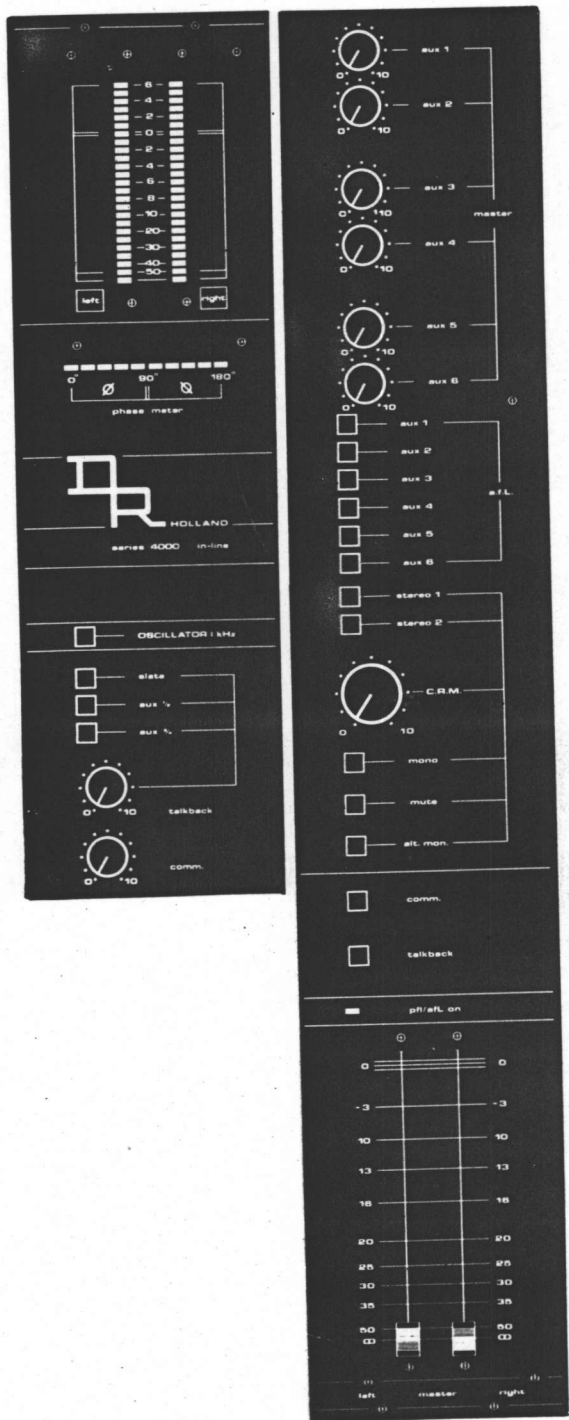 6
4
2
0
2
4
6
8
10
20
30
40
50
left right
0° 90° 180°
Ø Ø
phase meter
HOLLAND
series 4000 in-line
OSCILLATOR 1 kHz
slate
aux ½
aux ¾
0 10
talkback
0 10
comm.
aux 1
0 10
aux 2
0 10
aux 3
0 10
master
aux 4
0 10
aux 5
0 10
aux 6
0 10
aux 1
aux 2
aux 3
a.f.L.
aux 4
aux 5
aux 6
stereo 1
stereo 2
C.R.M.
0 10
mono
mute
alt. mon.
comm.
talkback
pfl/afL on
0 0
-3 -3
10 10
13 13
16 16
20 20
25 25
30 30
35 35
50 50
∞ ∞
left master right